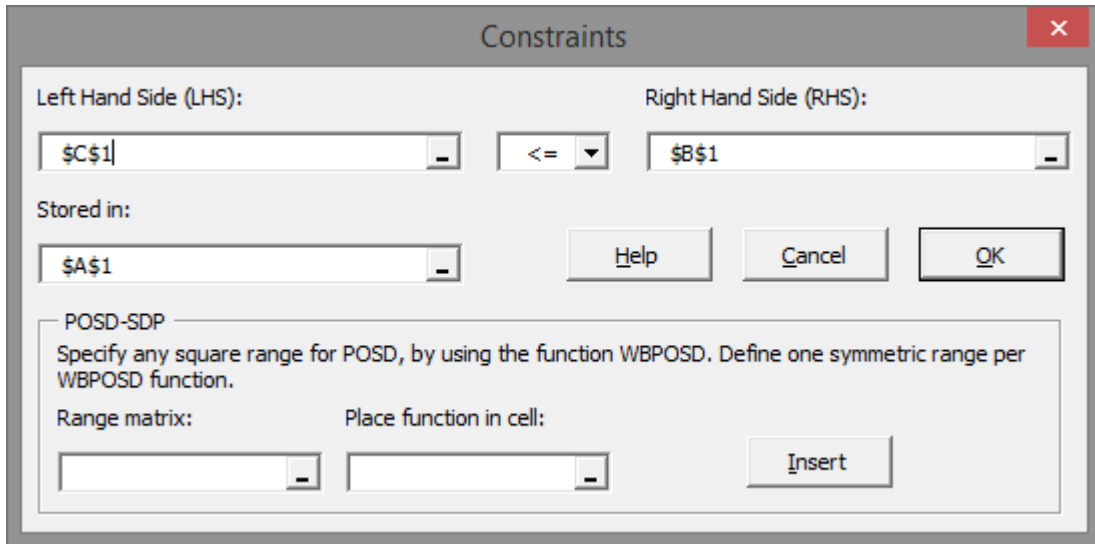 Constraints
Left Hand Side (LHS):
Right Hand Side (RHS):
$C$1
<=
$B$1
Stored in:
$A$1
Help
Cancel
OK
POSD-SDP
Specify any square range for POSD, by using the function WBPOSD. Define one symmetric range per
WBPOSD function.
Range matrix:
Place function in cell:
Insert